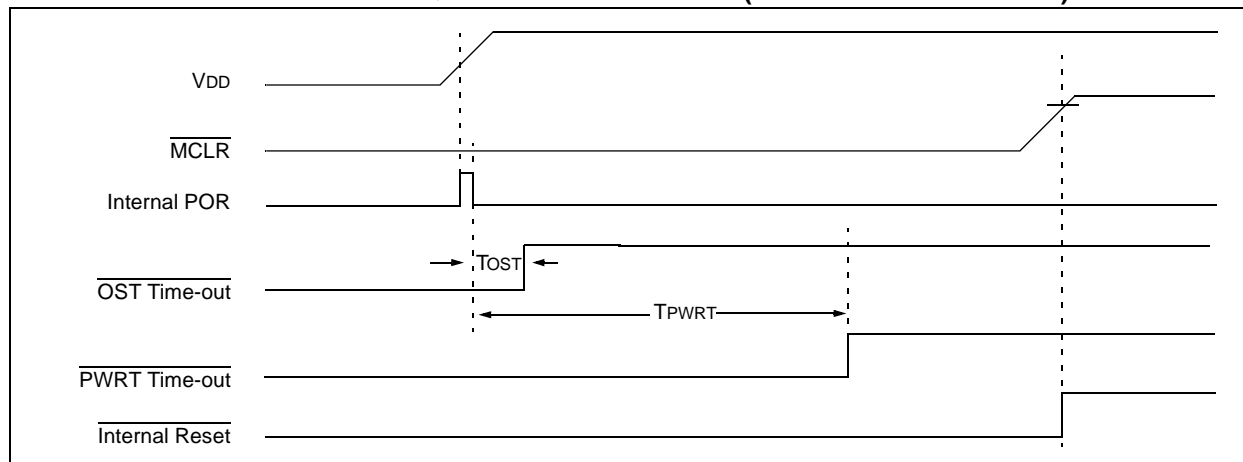 VDD
MCLR
Internal POR
TOST
OST Time-out
TPWRT
PWRT Time-out
Internal Reset